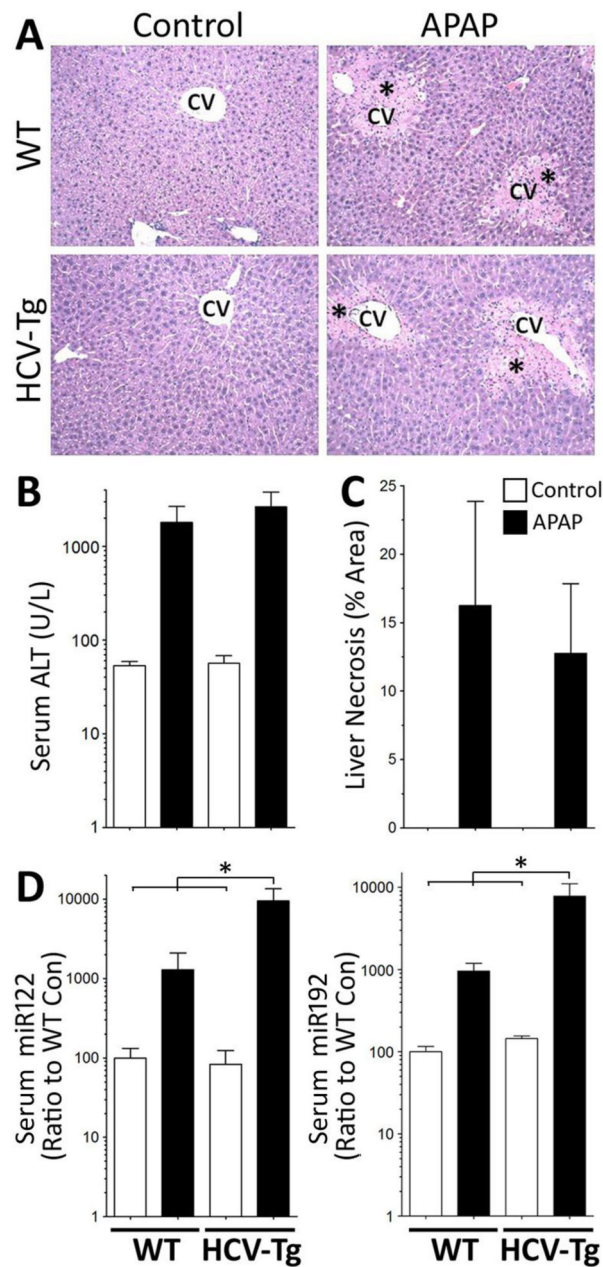 A
Control
APAP
WT
CV
CV
*
CV
*
HCV-Tg
CV
CV
*
CV
*
B
Serum ALT (U/L)
1000
100
10
1
C
Control
APAP
Liver Necrosis (% Area)
25
20
15
10
5
0
D
Serum miR122
(Ratio to WT Con)
10000
1000
100
10
1
*
WT
HCV-Tg
Serum miR192
(Ratio to WT Con)
10000
1000
100
10
1
*
WT
HCV-Tg